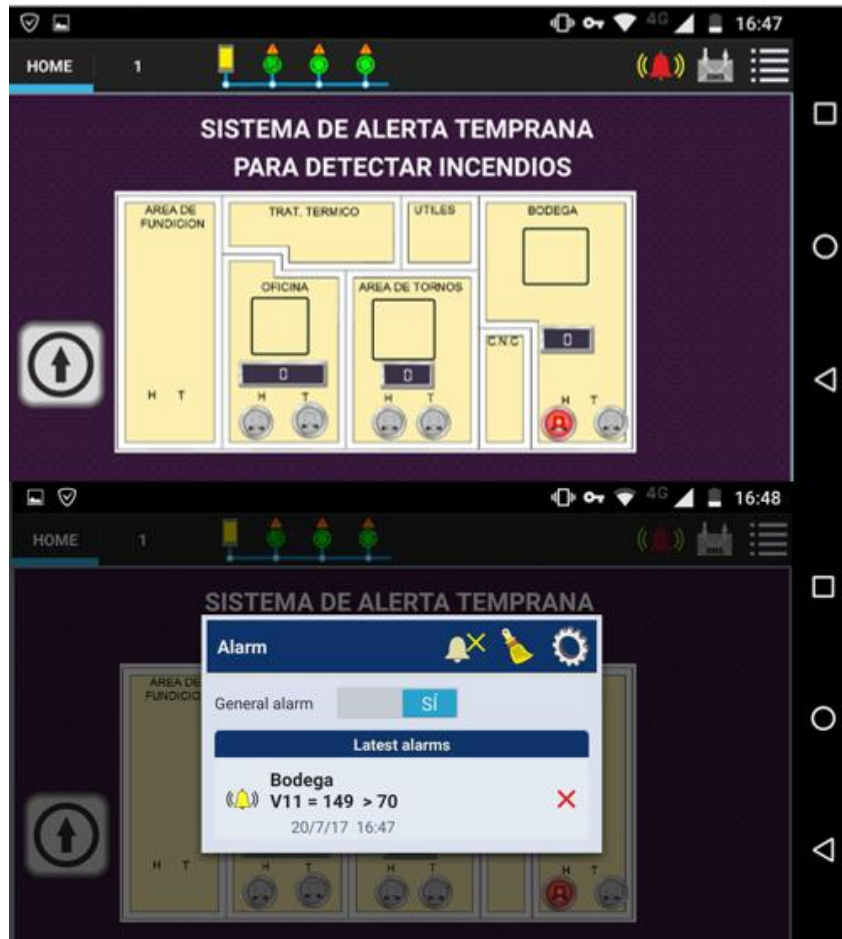 4G 16:47
HOME 1
SISTEMA DE ALERTA TEMPRANA
PARA DETECTAR INCENDIOS
AREA DE
FUNDICION
TRAT. TERMICO
UTILES
BODEGA
OFICINA
AREA DE TORNOS
C.N.C
0
0
0
H T
H T
H T
H T
4G 16:48
HOME 1
SISTEMA DE ALERTA TEMPRANA
AREA DE
FUNDICIO
Alarm
General alarm SÍ
Latest alarms
Bodega
V11 = 149 > 70
20/7/17 16:47
H T
H T
H T
H T